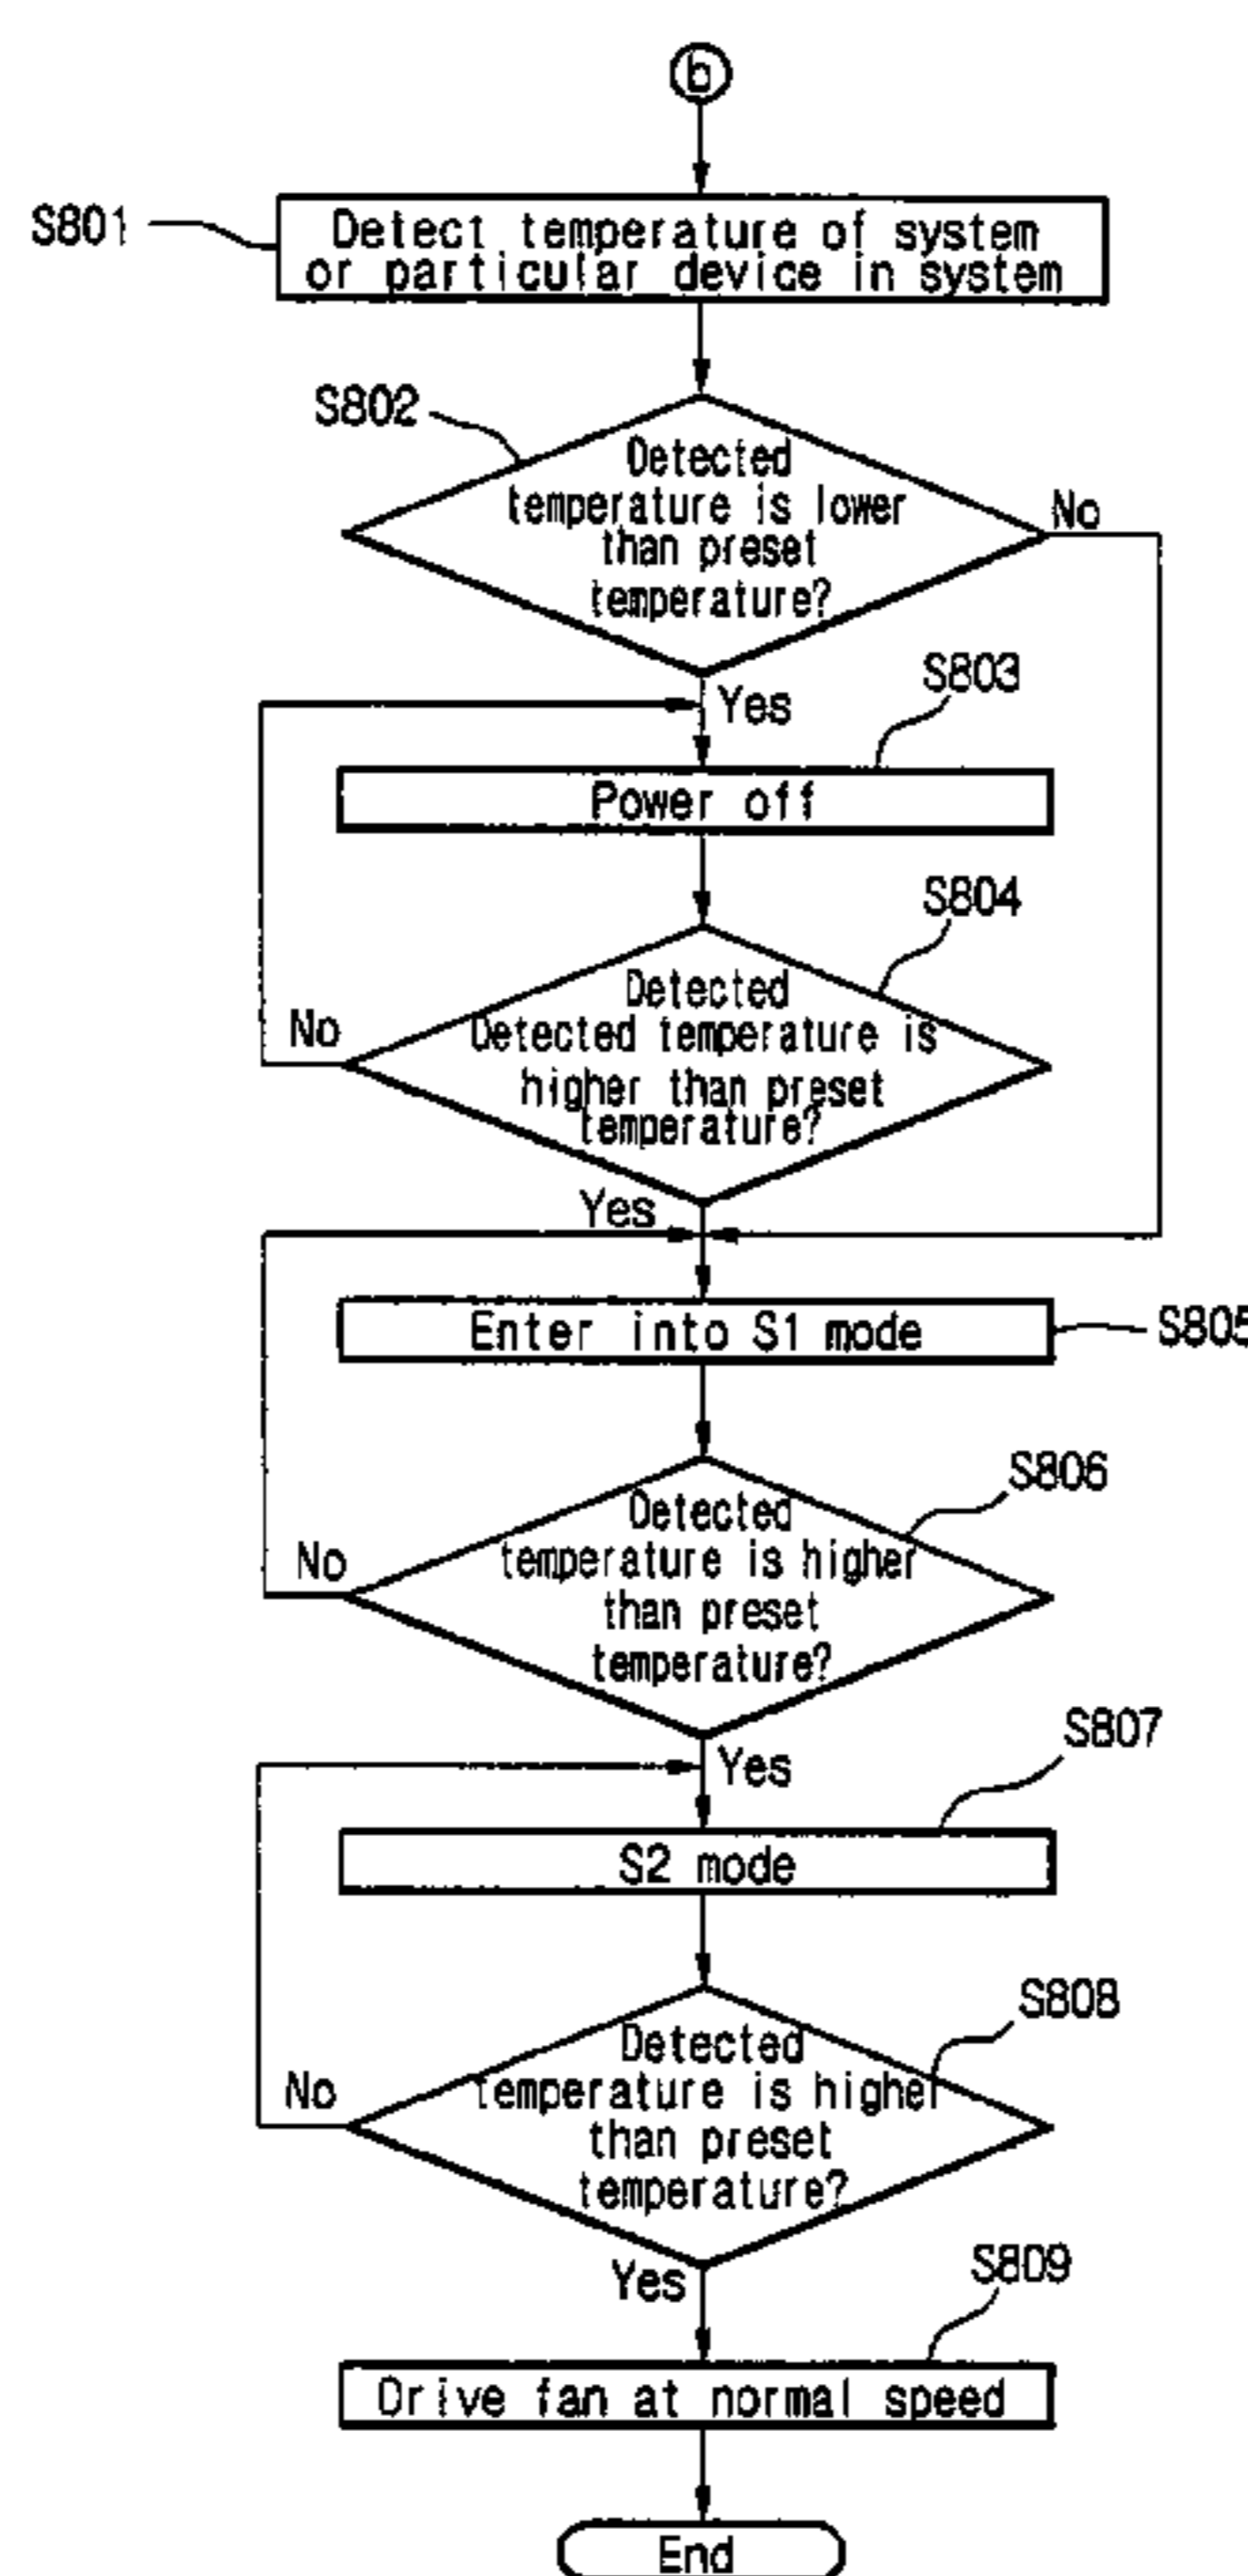 b
S801
Detect temperature of system
or particular device in system
S802
Detected
temperature is lower
than preset
temperature?
No
Yes
S803
Power off
S804
Detected
Detected temperature is
higher than preset
temperature?
No
Yes
Enter into S1 mode
S805
S806
Detected
temperature is higher
than preset
temperature?
No
Yes
S807
S2 mode
S808
Detected
temperature is higher
than preset
temperature?
No
Yes
S809
Drive fan at normal speed
End